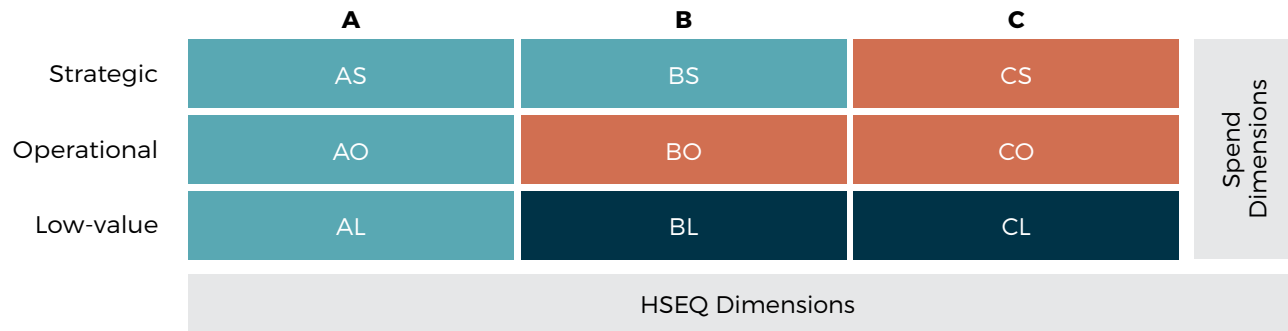 A B C
Strategic AS BS CS
Operational AO BO CO
Low-value AL BL CL
Spend
Dimensions
HSEQ Dimensions